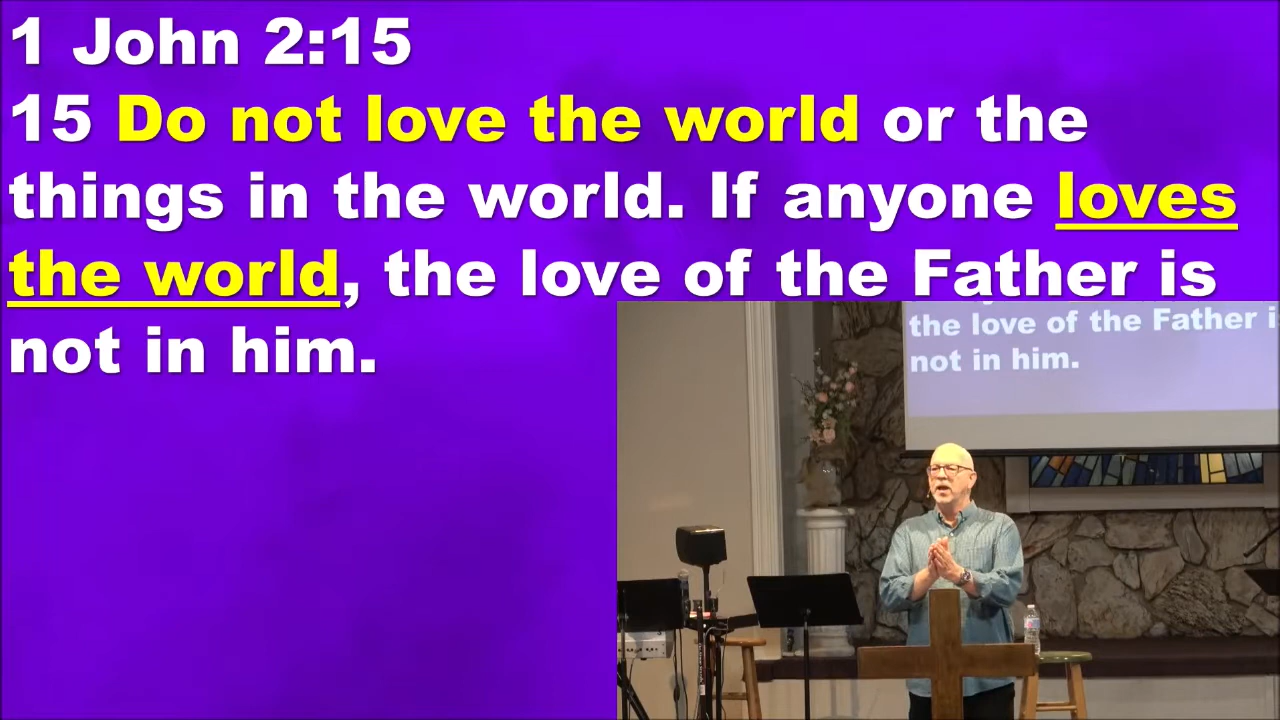 1 John 2:15
15 Do not love the world or the
things in the world. If anyone loves
the world, the love of the Father is
not in him.
the love of the Father i
not in him.